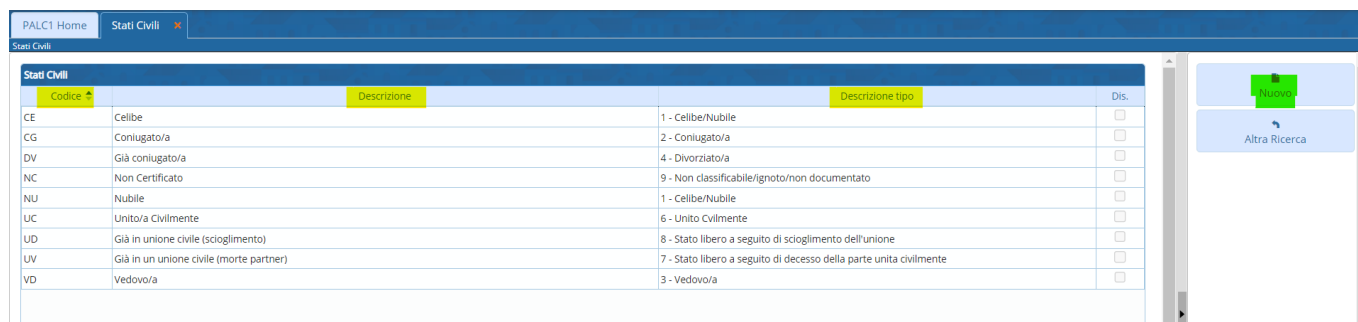 PALC1 Home Stati Civili
Stati Civili
Stati Civili
Codice Descrizione Descrizione tipo Dis.
CE Celibe 1 - Celibe/Nubile
CG Coniugato/a 2 - Coniugato/a
DV Già coniugato/a 4 - Divorziato/a
NC Non Certificato 9 - Non classificabile/ignoto/non documentato
NU Nubile 1 - Celibe/Nubile
UC Unito/a Civilmente 6 - Unito Cvilmente
UD Già in unione civile (scioglimento) 8 - Stato libero a seguito di scioglimento dell'unione
UV Già in un unione civile (morte partner) 7 - Stato libero a seguito di decesso della parte unita civilmente
VD Vedovo/a 3 - Vedovo/a
Nuovo
Altra Ricerca